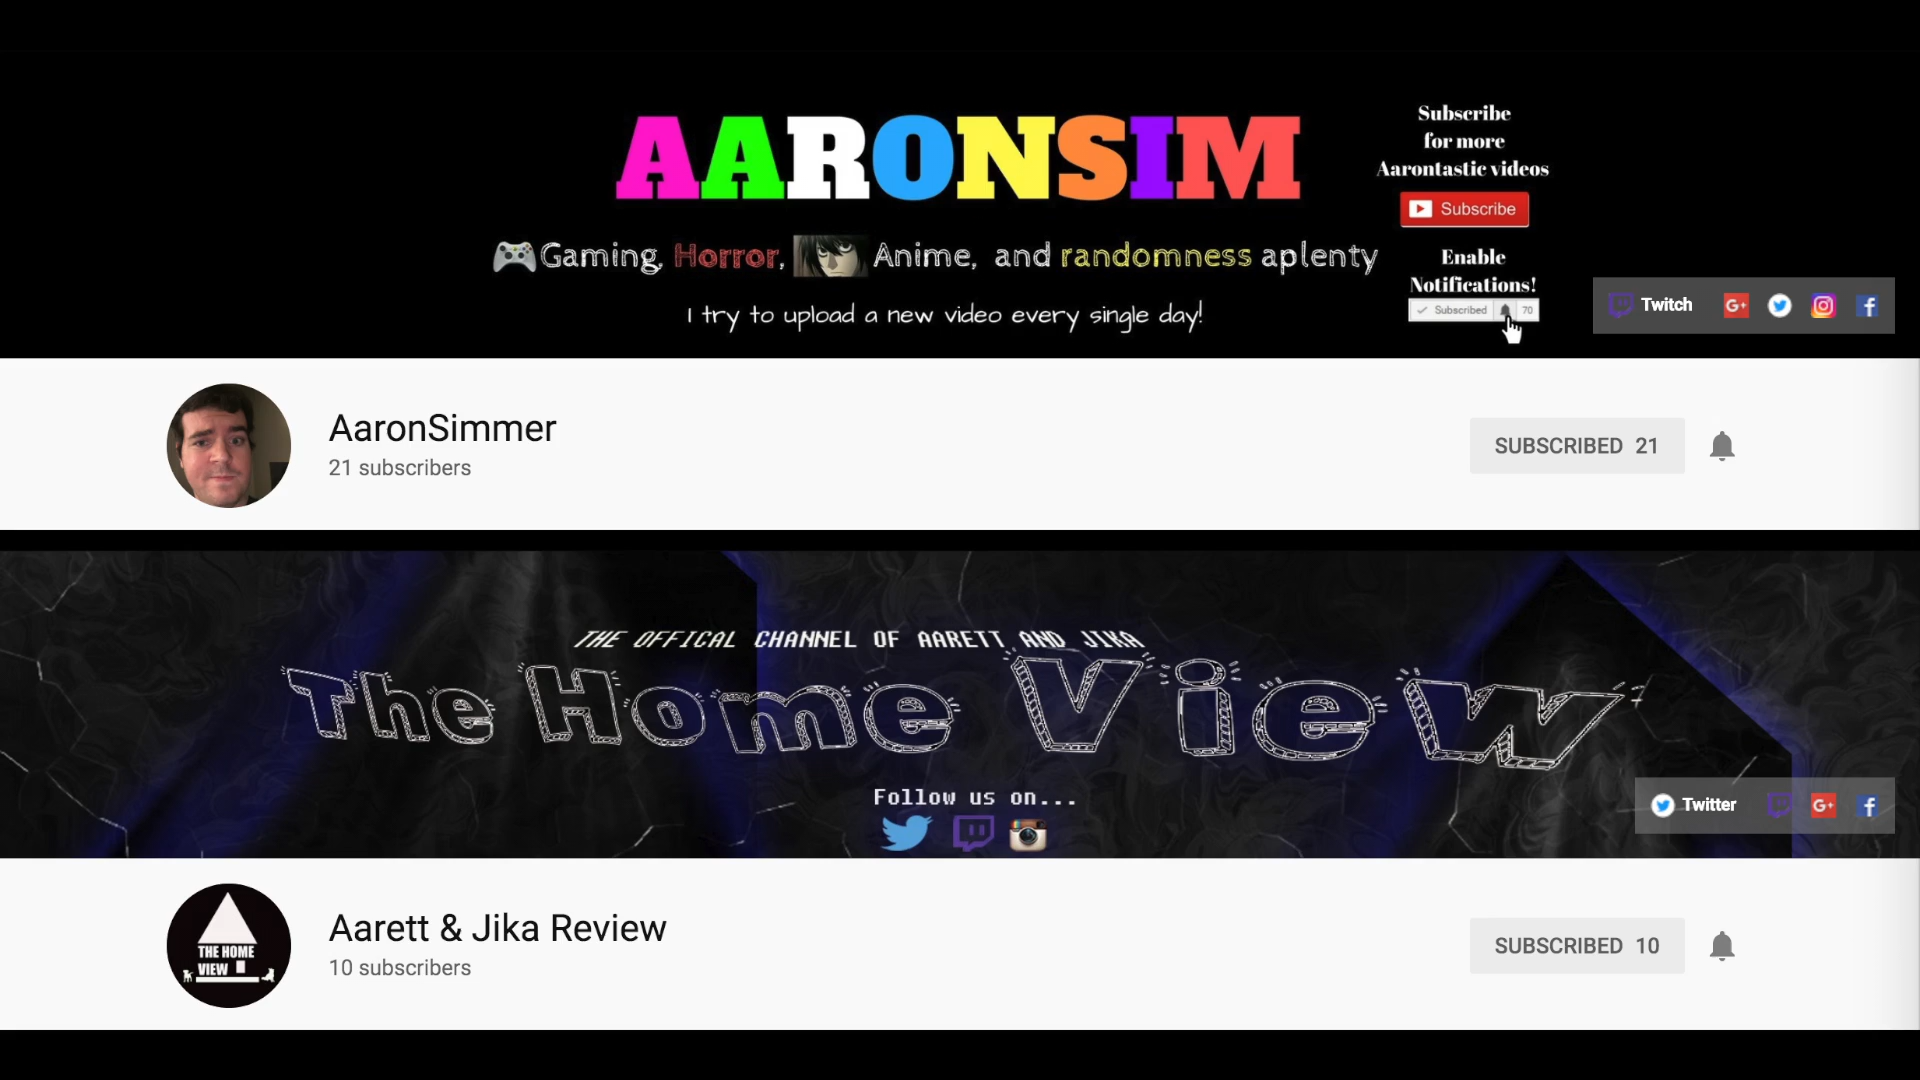 AARONSIM
Gaming, Horror, Anime, and randomness aplenty
I try to upload a new video every single day!
Subscribe
for more
Aarontastic videos
Subscribe
Enable
Notifications!
Subscribed 70
Twitch G+
AaronSimmer
21 subscribers
SUBSCRIBED 21
THE OFFICAL CHANNEL OF AARETT AND JIKA
The Home View
Follow us on...
Twitter G+
THE HOME
VIEW
Aarett & Jika Review
10 subscribers
SUBSCRIBED 10